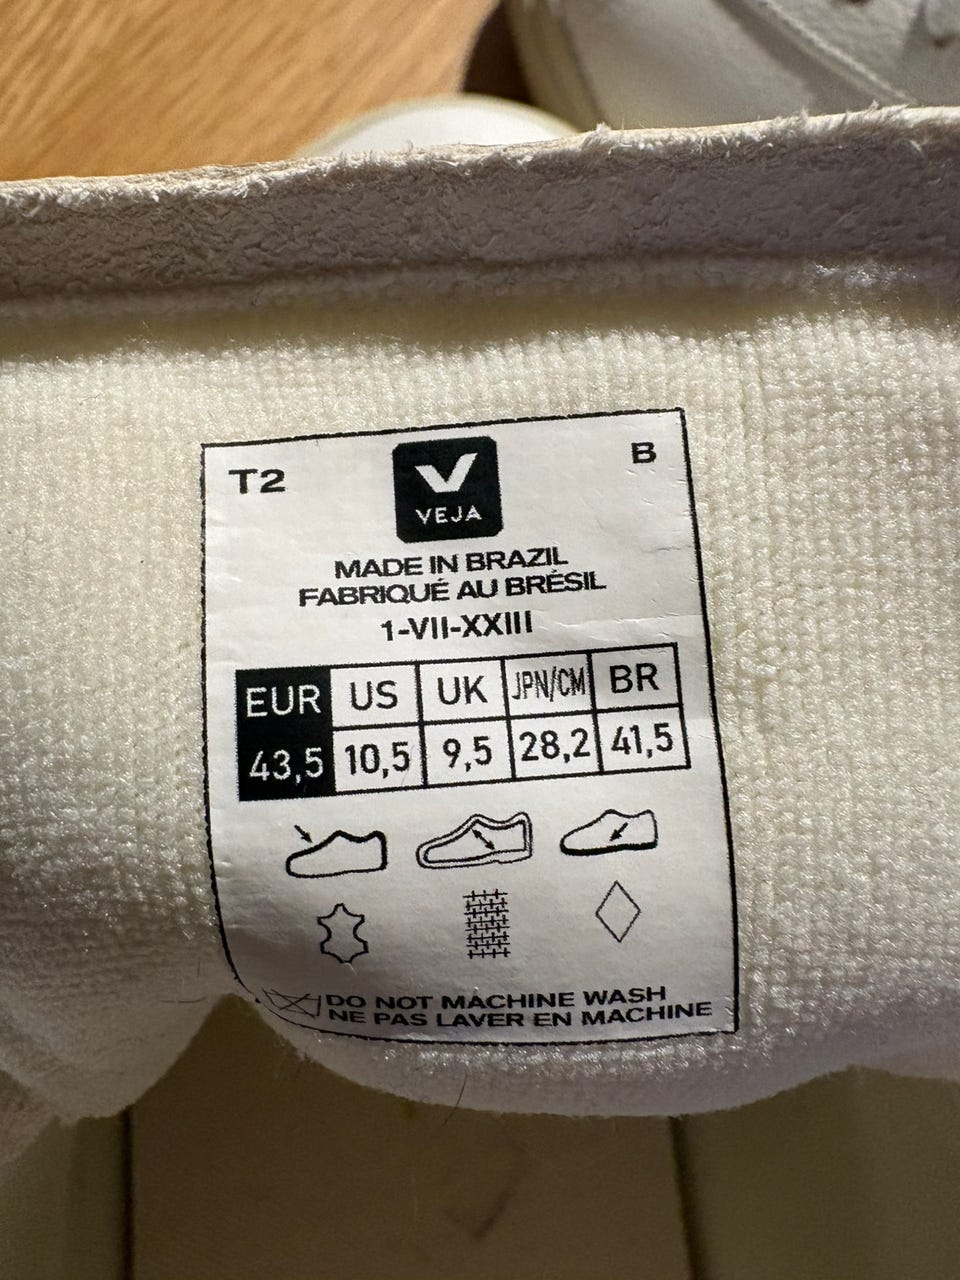 T2 B
VEJA
MADE IN BRAZIL
FABRIQUÉ AU BRÉSIL
1-VII-XXIII
EUR US UK JPN/CM BR
43,5 10,5 9,5 28,2 41,5
DO NOT MACHINE WASH
NE PAS LAVER EN MACHINE